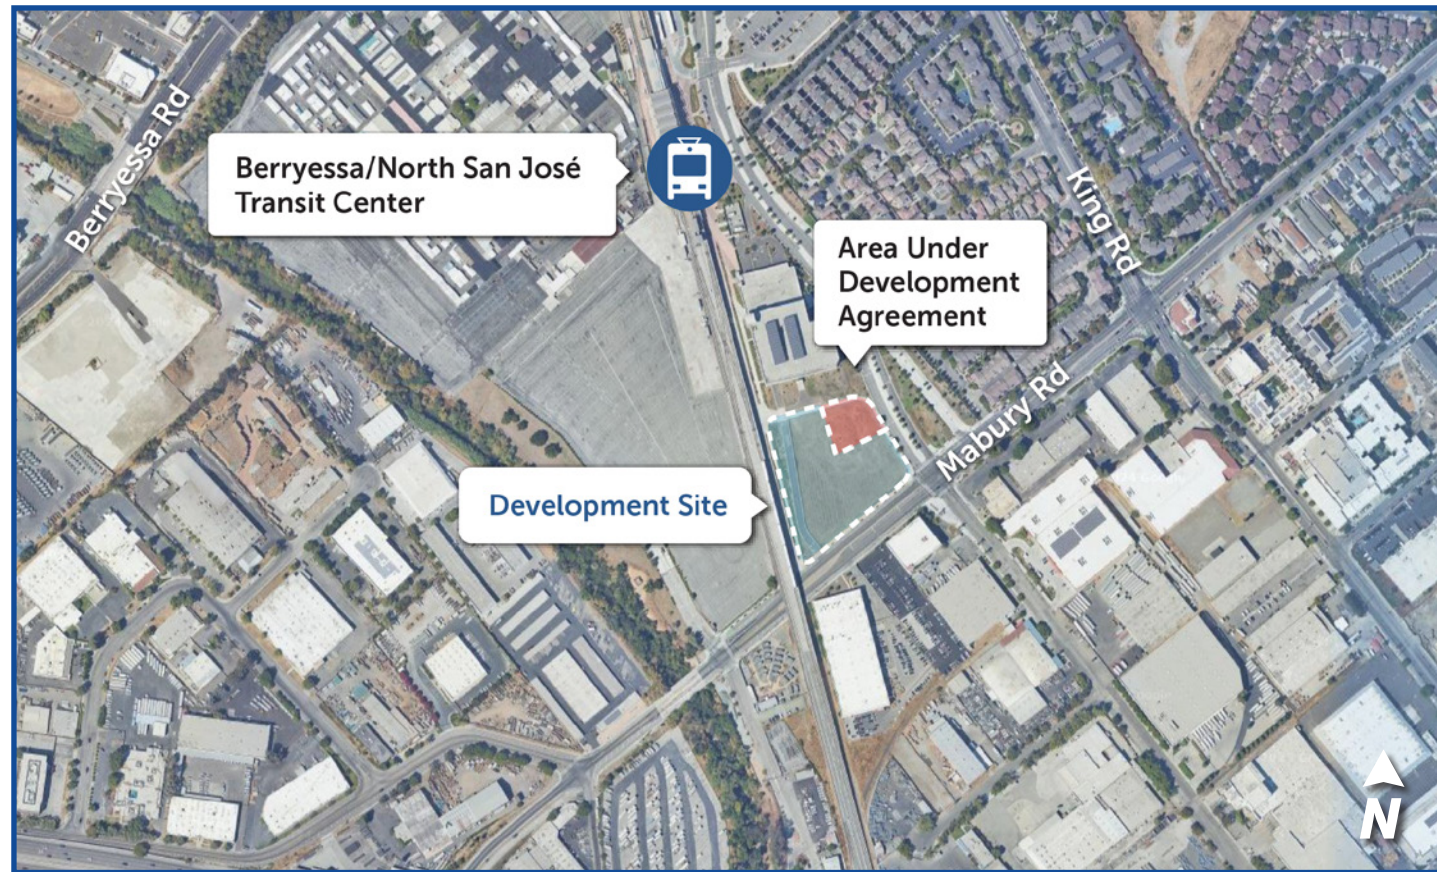 Berryessa Rd
Berryessa/North San José
Transit Center
King Rd
Area Under
Development
Agreement
Mabury Rd
Development Site
N